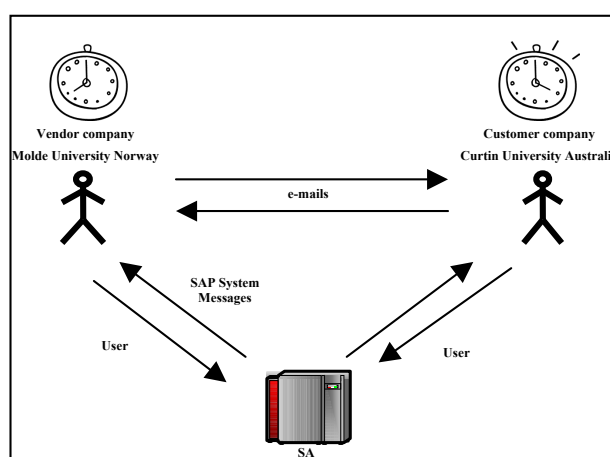 Vendor company
Customer company
Molde University Norway
Curtin University Australi
e-mails
SAP System
Messages
User
User
SA